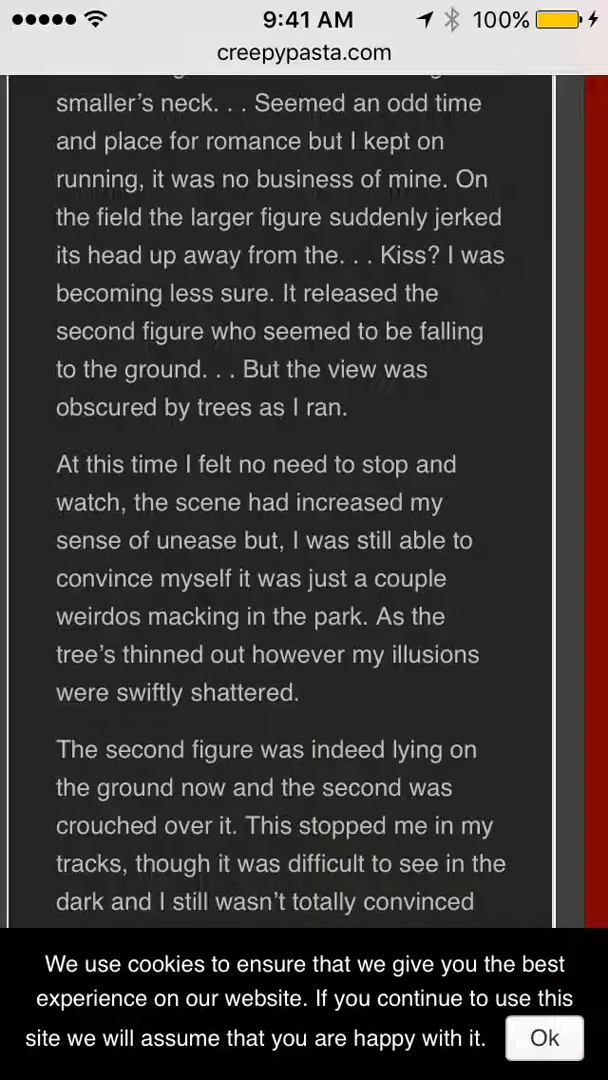 9:41 AM
100%
creepypasta.com
smaller's neck. . . Seemed an odd time
and place for romance but I kept on
running, it was no business of mine. On
the field the larger figure suddenly jerked
its head up away from the. . . Kiss? I was
becoming less sure. It released the
second figure who seemed to be falling
to the ground. . . But the view was
obscured by trees as I ran.
At this time I felt no need to stop and
watch, the scene had increased my
sense of unease but, I was still able to
convince myself it was just a couple
weirdos macking in the park. As the
tree's thinned out however my illusions
were swiftly shattered.
The second figure was indeed lying on
the ground now and the second was
crouched over it. This stopped me in my
tracks, though it was difficult to see in the
dark and I still wasn't totally convinced
We use cookies to ensure that we give you the best
experience on our website. If you continue to use this
site we will assume that you are happy with it. Ok